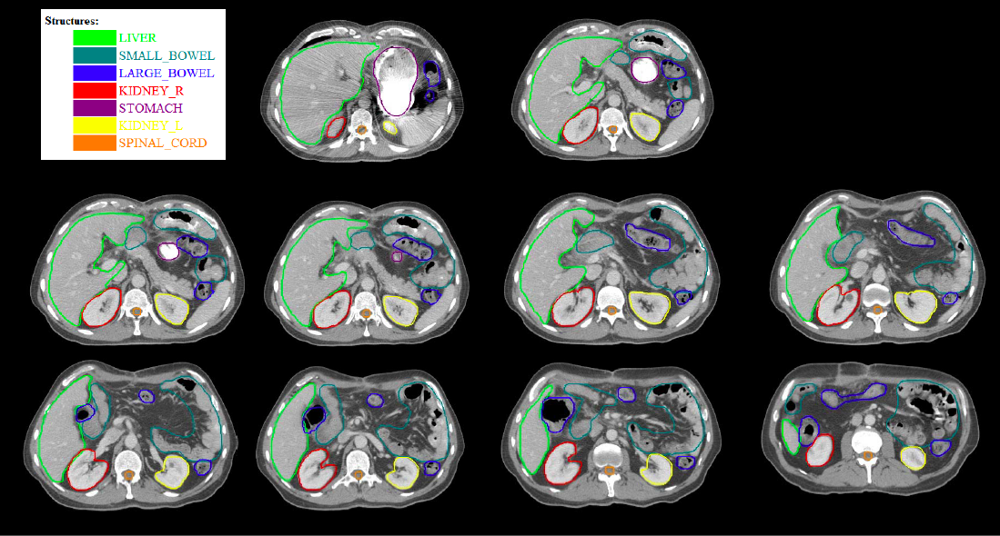 Structures:
LIVER
SMALL_BOWEL
LARGE_BOWEL
KIDNEY_R
STOMACH
KIDNEY_L
SPINAL_CORD